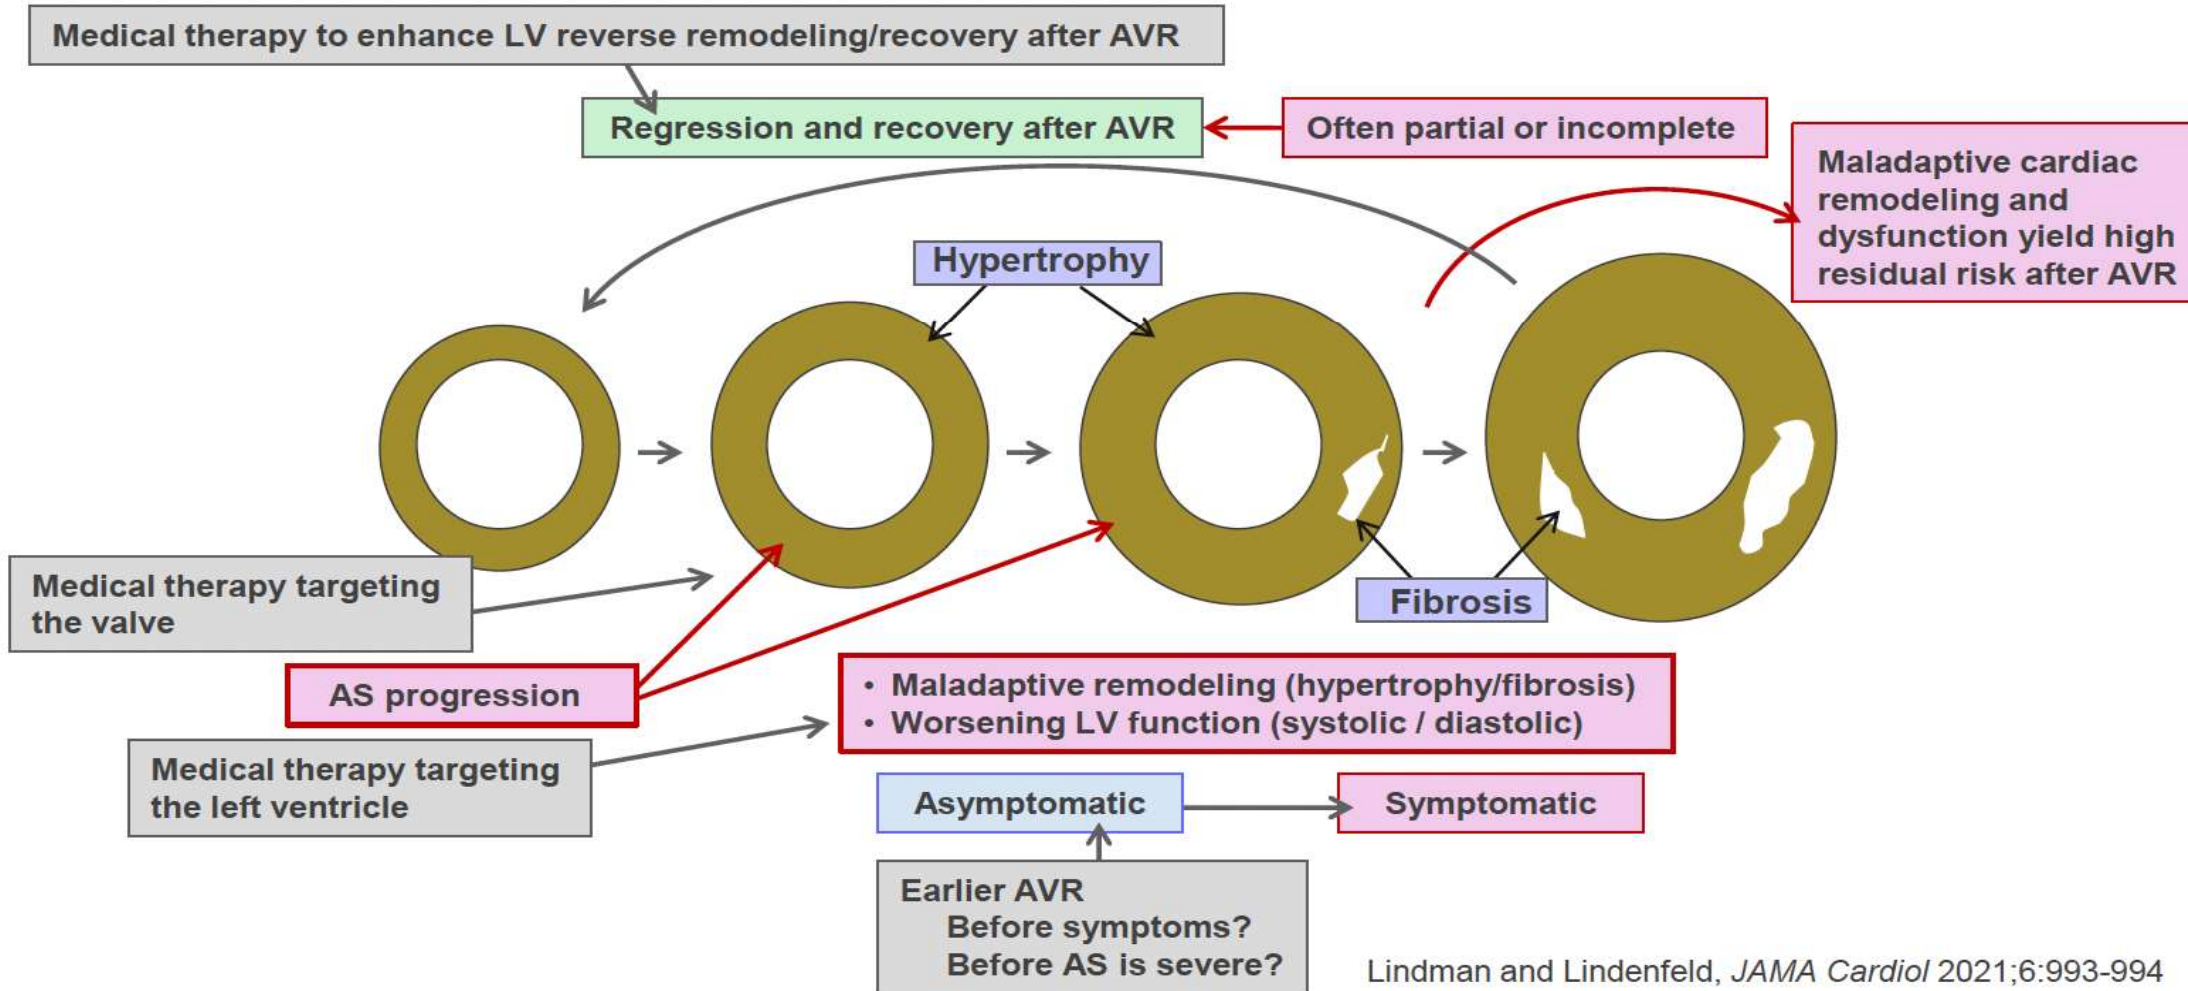 Medical therapy to enhance LV reverse remodeling/recovery after AVR
Regression and recovery after AVR
Often partial or incomplete
Maladaptive cardiac
remodeling and
dysfunction yield high
residual risk after AVR
Hypertrophy
Fibrosis
Medical therapy targeting
the valve
AS progression
• Maladaptive remodeling (hypertrophy/fibrosis)
• Worsening LV function (systolic / diastolic)
Medical therapy targeting
the left ventricle
Asymptomatic
Symptomatic
Earlier AVR
Before symptoms?
Before AS is severe?
Lindman and Lindenfeld, JAMA Cardiol 2021;6:993-994